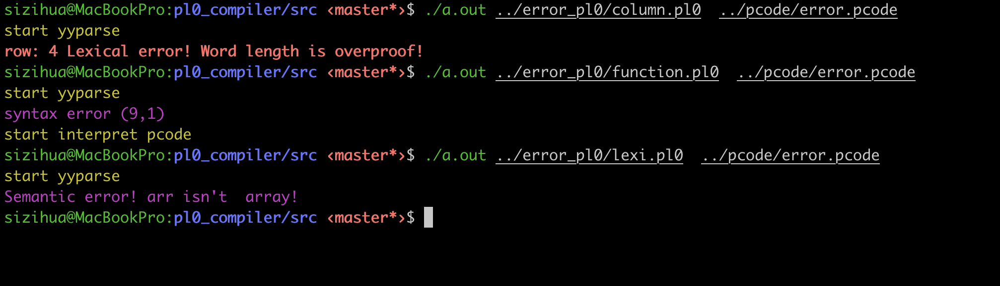 sizihua@MacBookPro:pl0_compiler/src ‹master*›$ ./a.out ../error_pl0/column.pl0  ../pcode/error.pcode
start yyparse
row: 4 Lexical error! Word length is overproof!
sizihua@MacBookPro:pl0_compiler/src ‹master*›$ ./a.out ../error_pl0/function.pl0  ../pcode/error.pcode
start yyparse
syntax error (9,1)
start interpret pcode
sizihua@MacBookPro:pl0_compiler/src ‹master*›$ ./a.out ../error_pl0/lexi.pl0  ../pcode/error.pcode
start yyparse
Semantic error! arr isn't  array!
sizihua@MacBookPro:pl0_compiler/src ‹master*›$